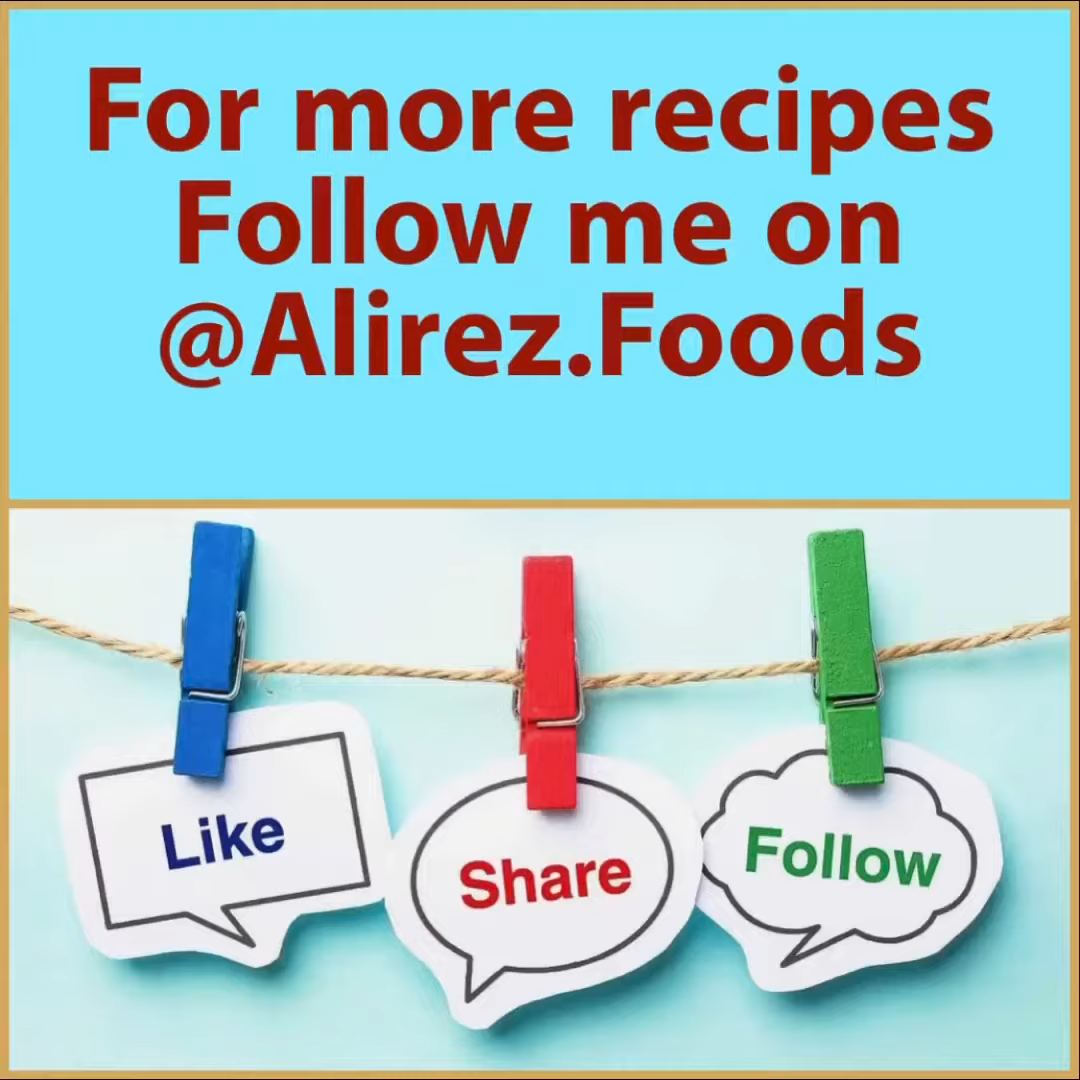 For more recipes
Follow me on
@Alirez.Foods
Like
Share
Follow